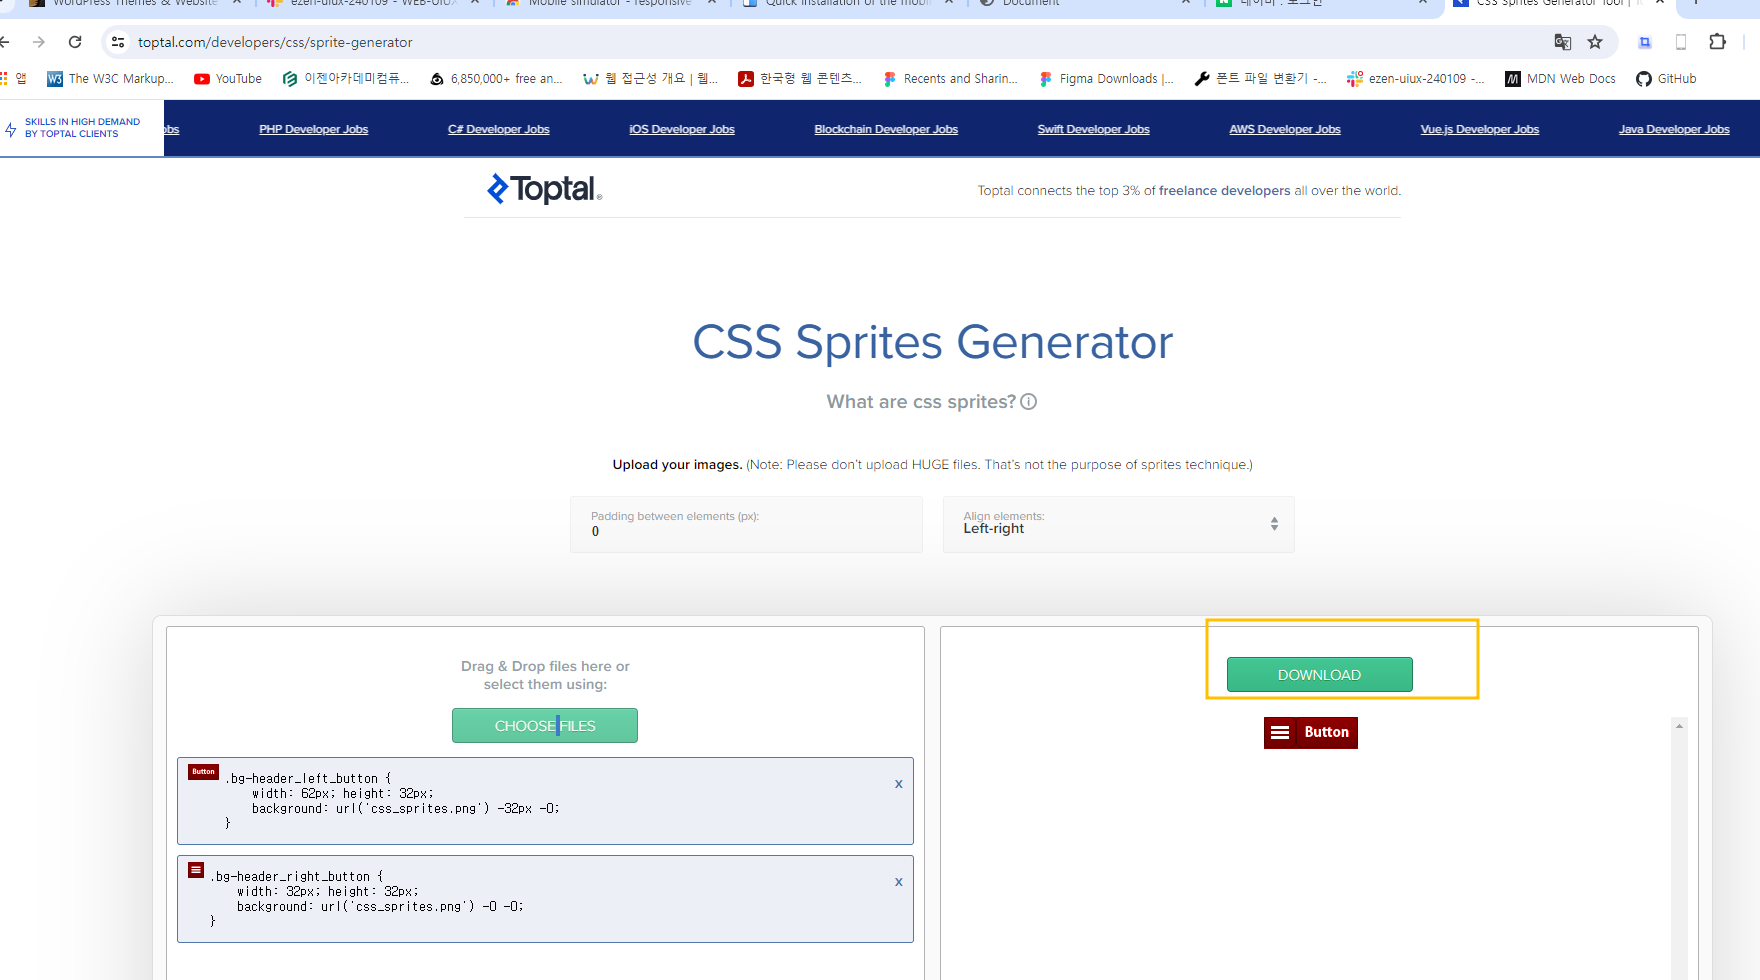 WordPress Themes & Website
ezen-uiux-240109 - WEB-UIUX
Mobile simulator - responsive
Quick installation of the mobil
Document
네이버 : 로그인
CSS Sprites Generator Tool |
toptal.com/developers/css/sprite-generator
앱
The W3C Markup...
YouTube
이젠아카데미컴퓨...
6,850,000+ free an...
웹 접근성 개요 | 웹...
한국형 웹 콘텐츠...
Recents and Sharin...
Figma Downloads |...
폰트 파일 변환기 -...
ezen-uiux-240109 -...
MDN Web Docs
GitHub
SKILLS IN HIGH DEMAND
BY TOPTAL CLIENTS
obs
PHP Developer Jobs
C# Developer Jobs
iOS Developer Jobs
Blockchain Developer Jobs
Swift Developer Jobs
AWS Developer Jobs
Vue.js Developer Jobs
Java Developer Jobs
Toptal®
Toptal connects the top 3% of freelance developers all over the world.
CSS Sprites Generator
What are css sprites?
Upload your images. (Note: Please don't upload HUGE files. That's not the purpose of sprites technique.)
Padding between elements (px):
0
Align elements:
Left-right
Drag & Drop files here or
select them using:
CHOOSE FILES
Button
.bg-header_left_button {
width: 62px; height: 32px;
background: url('css_sprites.png') -32px -0;
}
x
.bg-header_right_button {
width: 32px; height: 32px;
background: url('css_sprites.png') -0 -0;
}
x
DOWNLOAD
Button